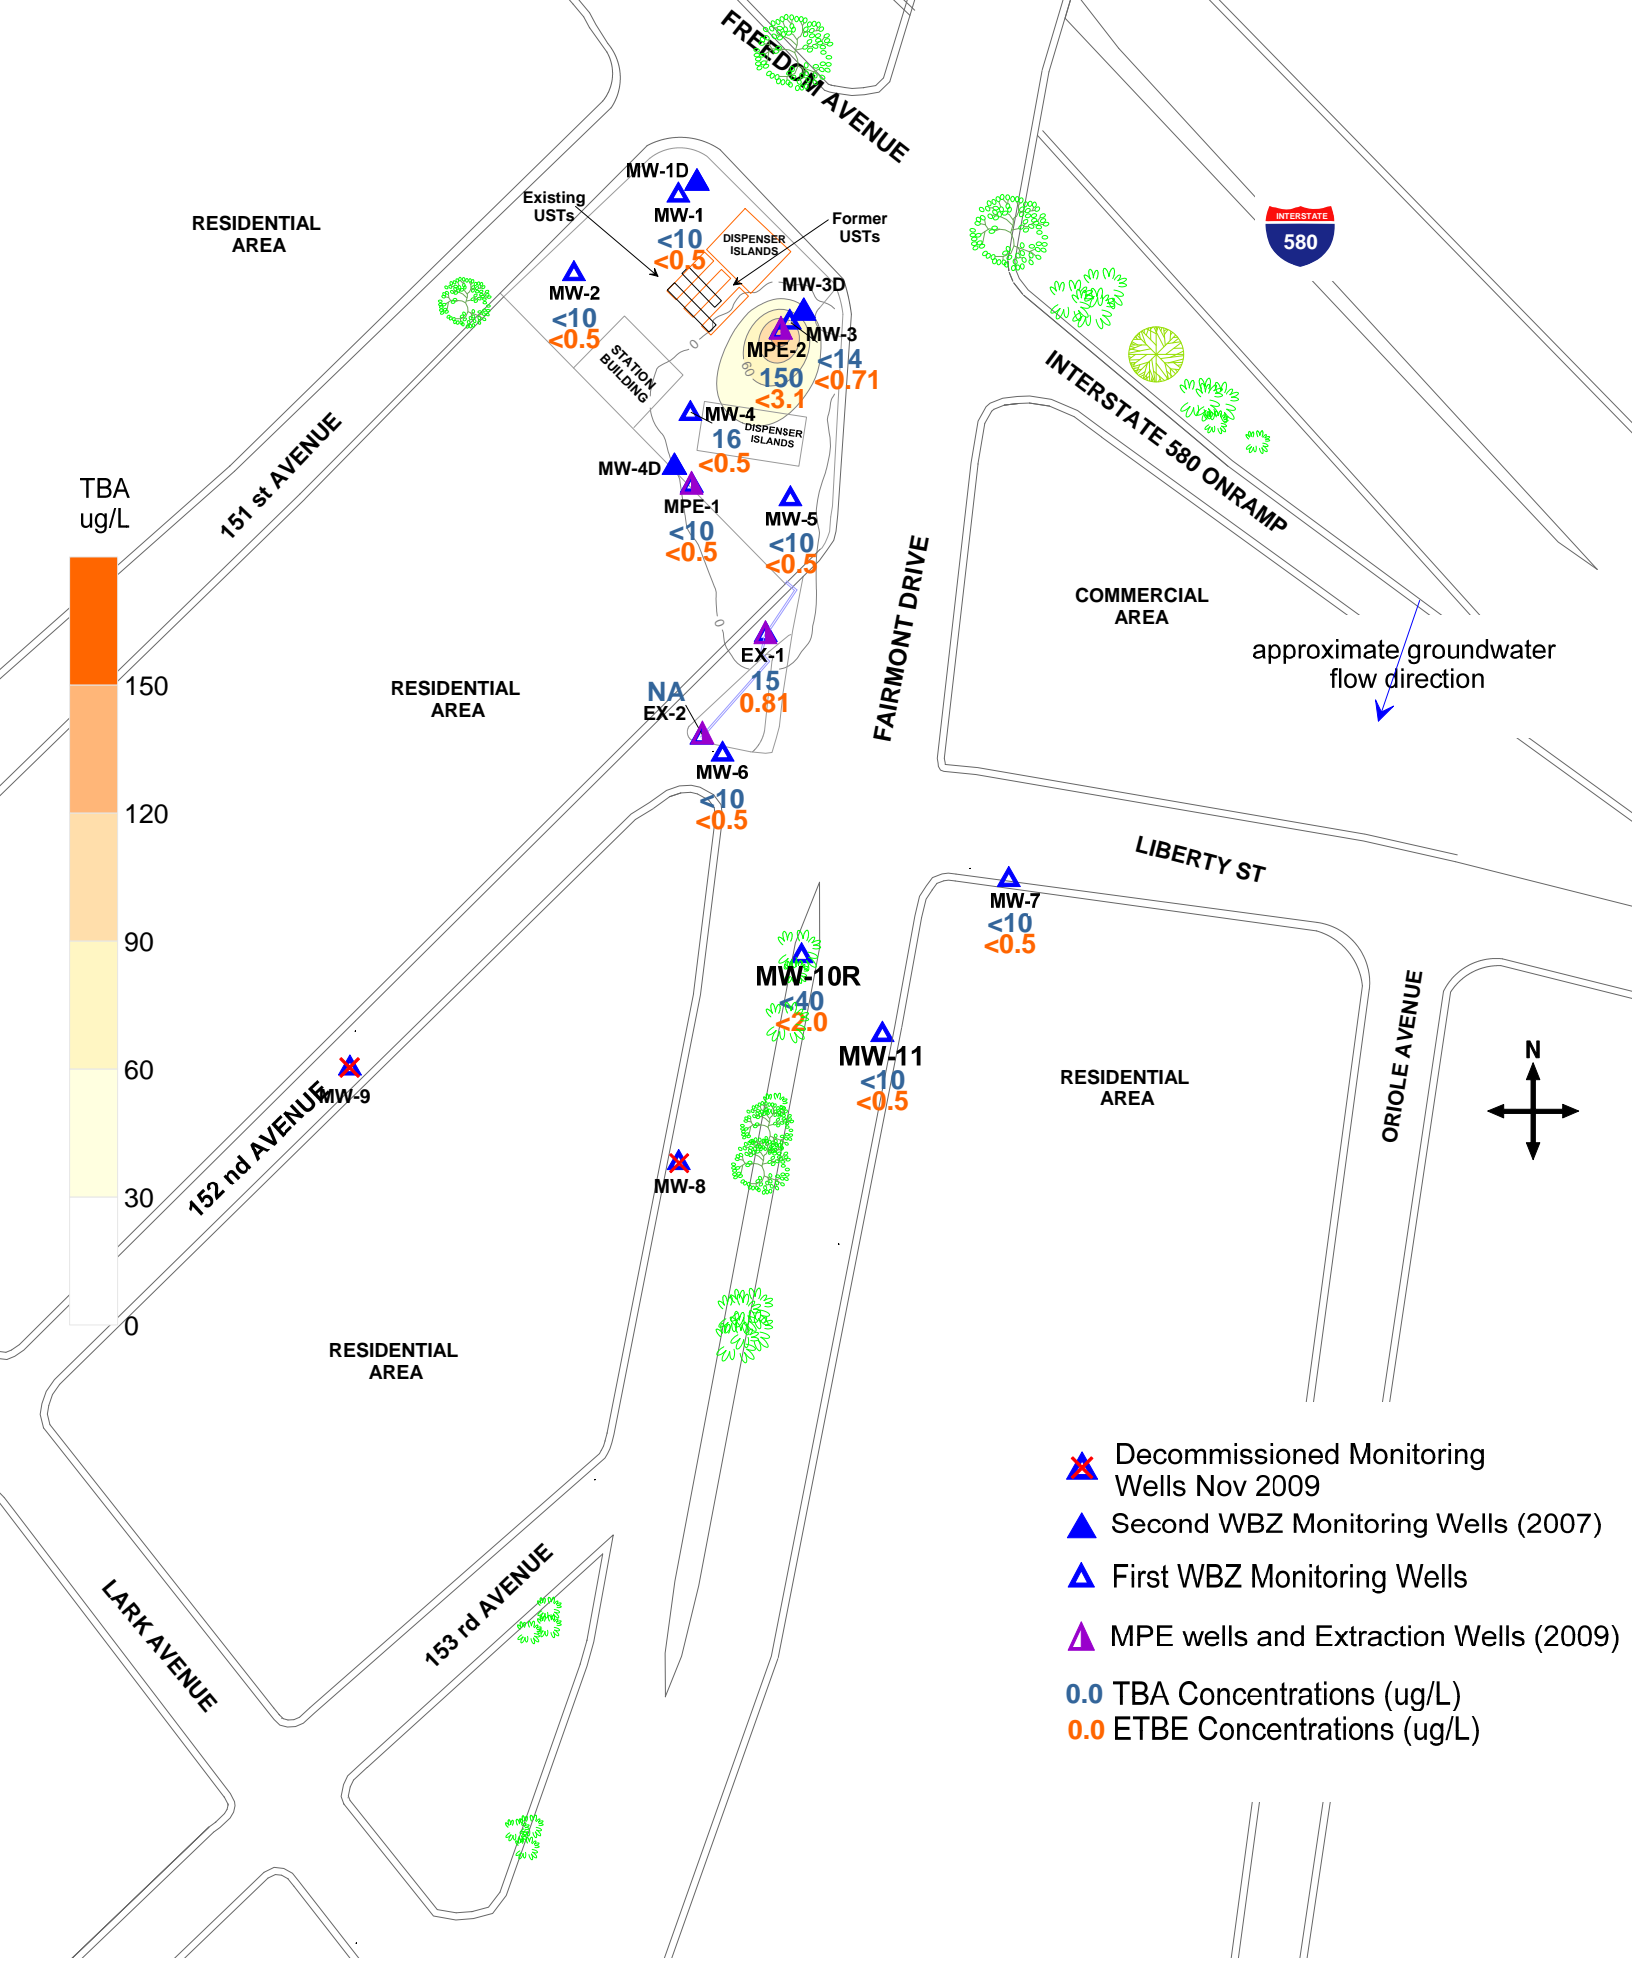 FREEDOM AVENUE
MW-1D
MW-1
<10
<0.5
Existing
USTs
Former
USTs
DISPENSER
ISLANDS
RESIDENTIAL
AREA
INTERSTATE
580
MW-2
<10
<0.5
MW-3D
MW-3
<14
<0.71
MPE-2
150
<3.1
0
60
STATION
BUILDING
MW-4
16
<0.5
DISPENSER
ISLANDS
INTERSTATE 580 ONRAMP
151 st AVENUE
MW-4D
MPE-1
<10
<0.5
MW-5
<10
<0.5
TBA
ug/L
150
120
90
60
30
0
FAIRMONT DRIVE
COMMERCIAL
AREA
approximate groundwater
flow direction
0
EX-1
15
0.81
RESIDENTIAL
AREA
NA
EX-2
MW-6
<10
<0.5
LIBERTY ST
MW-7
<10
<0.5
MW-10R
<40
<2.0
MW-11
<10
<0.5
ORIOLE AVENUE
N
RESIDENTIAL
AREA
MW-9
152 nd AVENUE
MW-8
RESIDENTIAL
AREA
LARK AVENUE
153 rd AVENUE
Decommissioned Monitoring
Wells Nov 2009
Second WBZ Monitoring Wells (2007)
First WBZ Monitoring Wells
MPE wells and Extraction Wells (2009)
0.0 TBA Concentrations (ug/L)
0.0 ETBE Concentrations (ug/L)